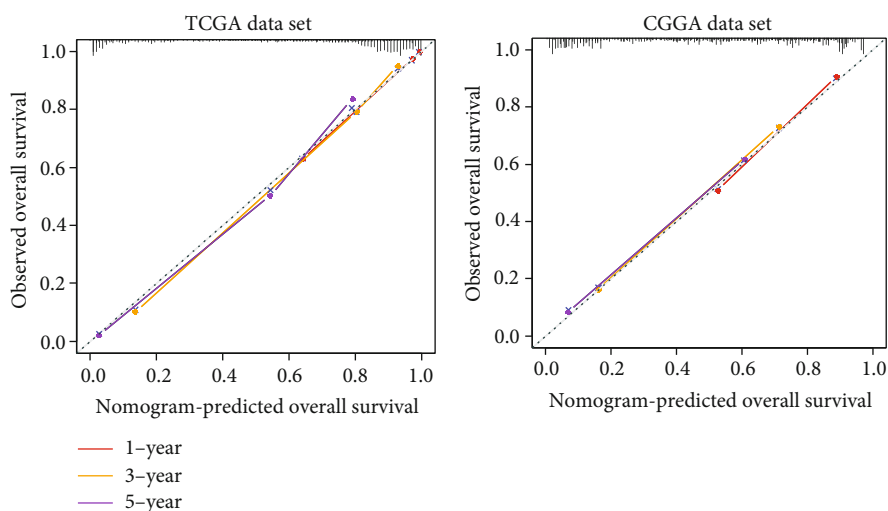 TCGA data set
1.0
0.8
0.6
0.4
0.2
0.0
Observed overall survival
0.0 0.2 0.4 0.6 0.8 1.0
Nomogram-predicted overall survival
CGGA data set
1.0
0.8
0.6
0.4
0.2
0.0
Observed overall survival
0.0 0.2 0.4 0.6 0.8 1.0
Nomogram-predicted overall survival
1–year
3–year
5–year